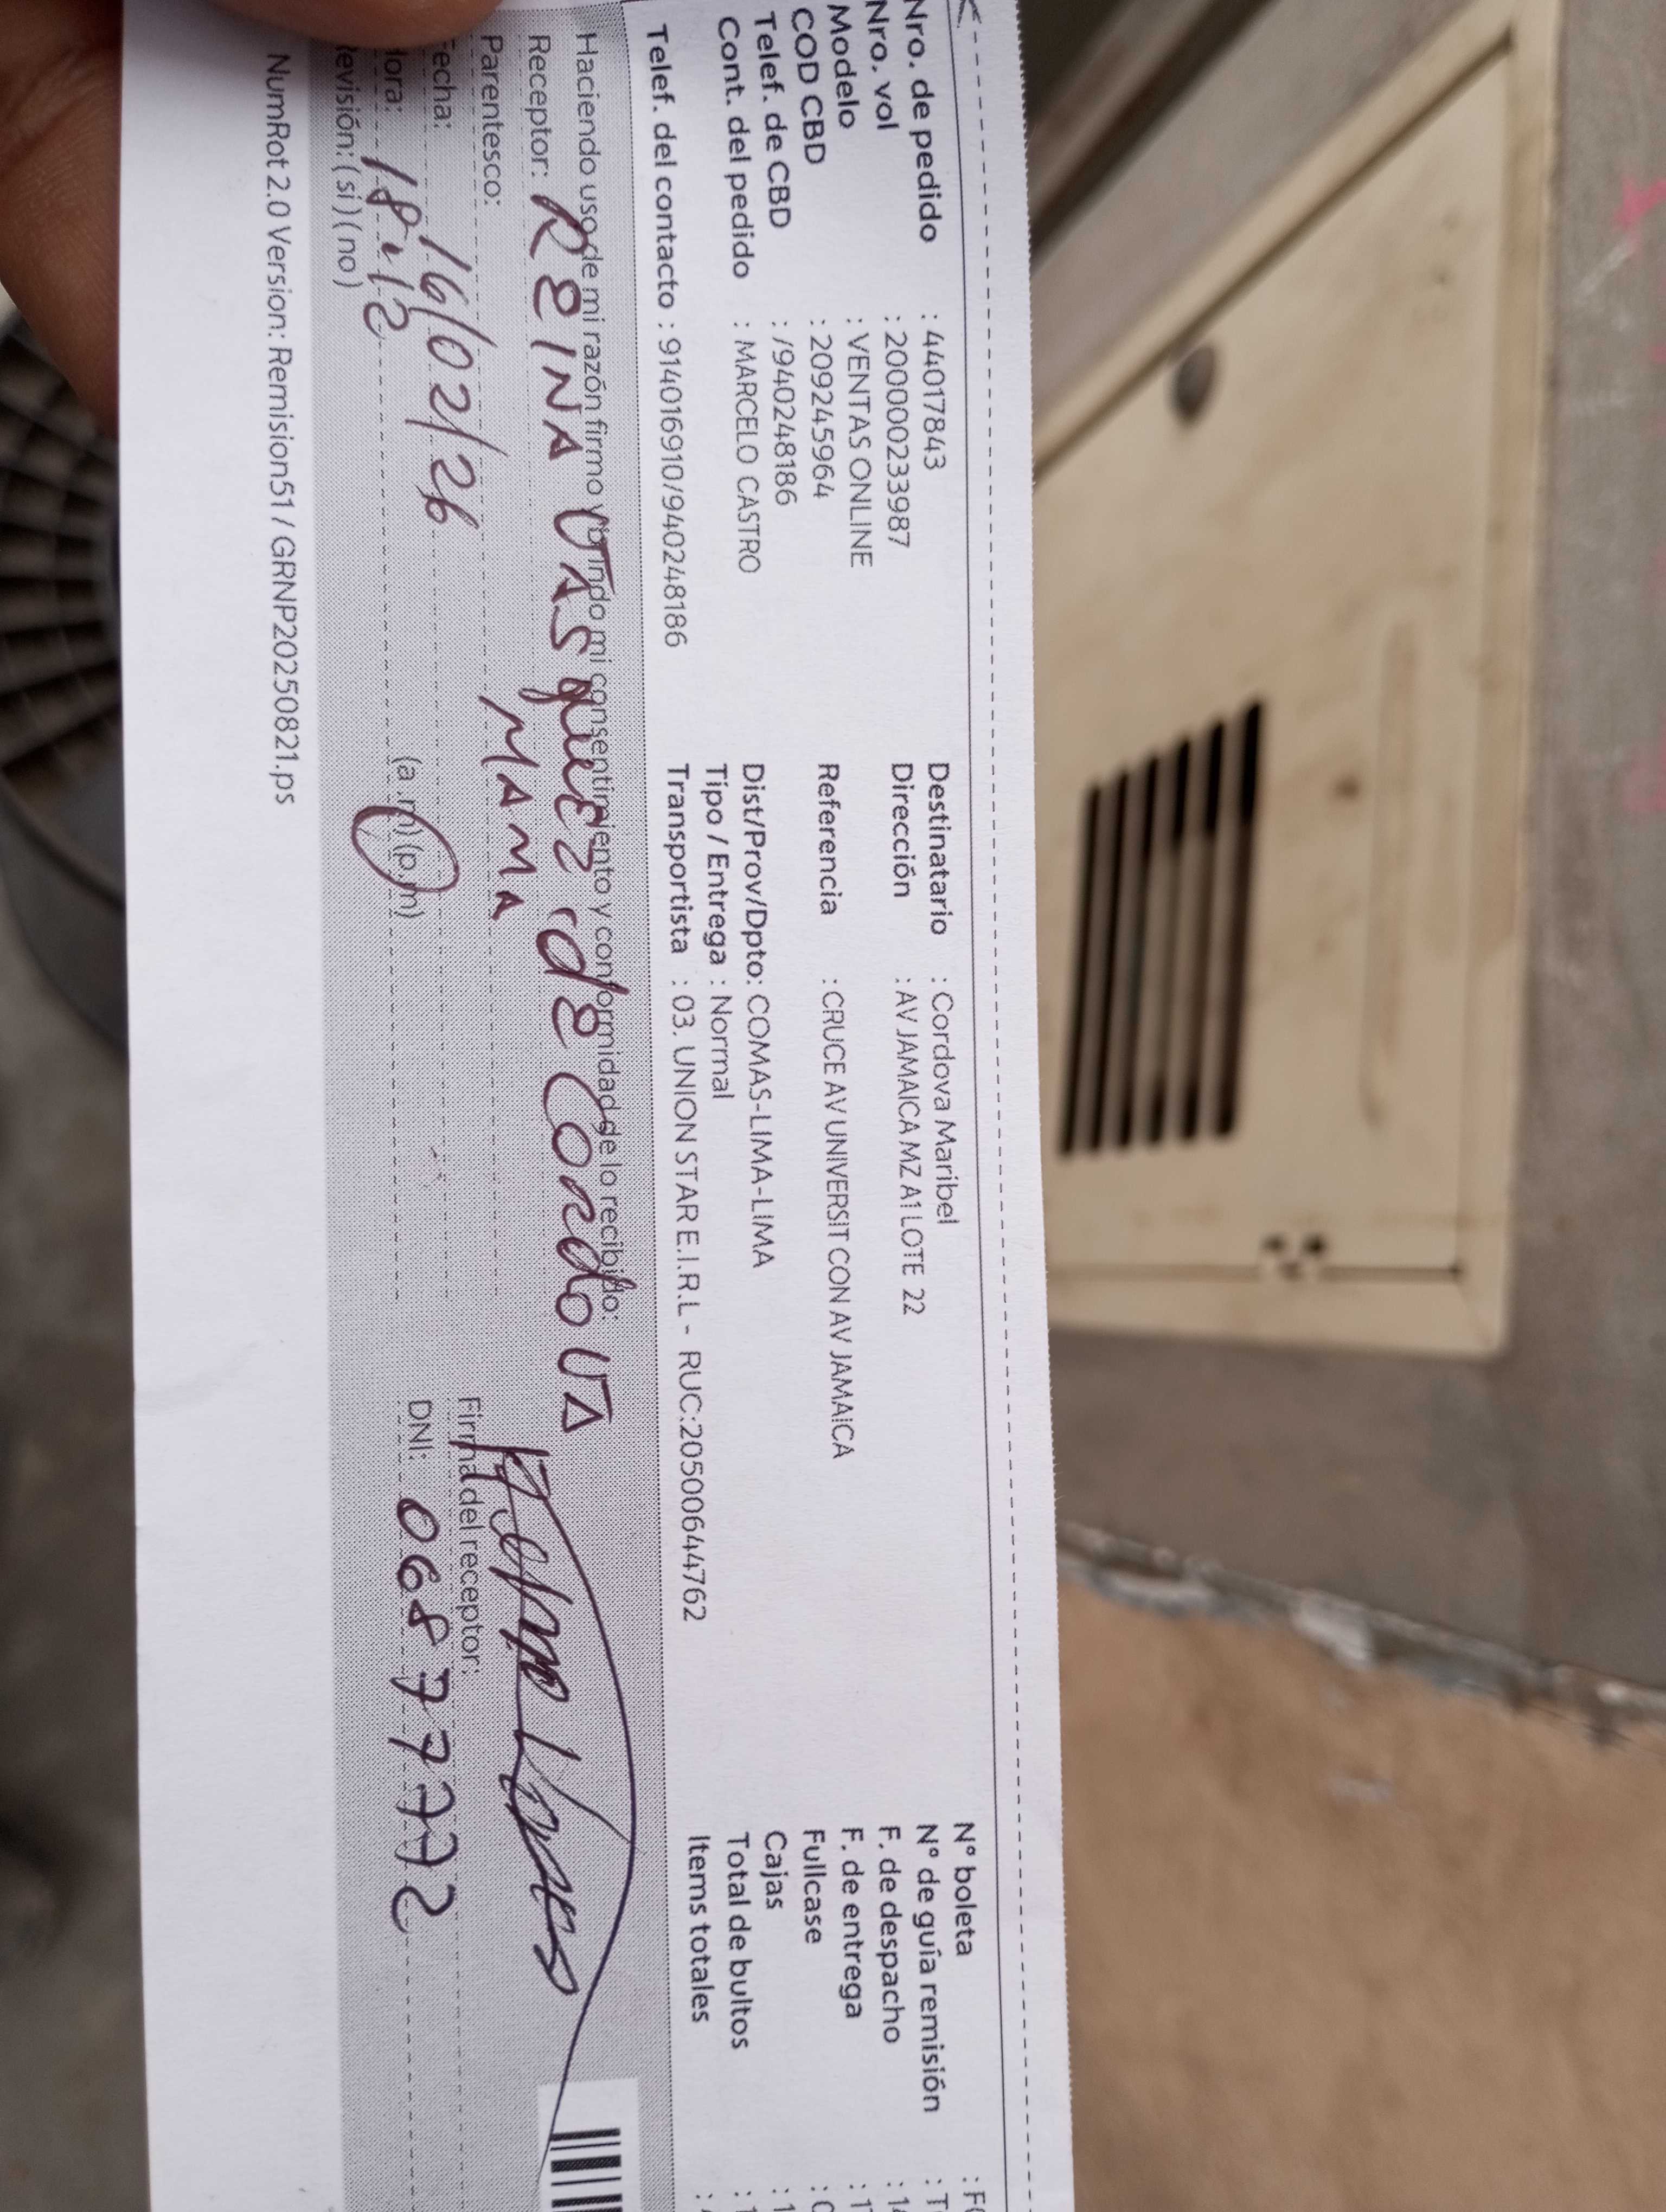 Nro. de pedido : 44017843
Nro. vol : 2000002339​87
Modelo : VENTAS ONLINE
COD CBD : 209245964
Telef. de CBD : /940248186
Cont. del pedido : MARCELO CASTRO
Telef. del contacto : 914016910/940248186
Destinatario : Cordova Maribel
Dirección : AV JAMAICA MZ A1 LOTE 22
Referencia : CRUCE AV UNIVERSIT CON AV JAMAICA
Dist/Prov/Dpto: COMAS-LIMA-LIMA
Tipo / Entrega : Normal
Transportista : 03. UNION STAR E.I.R.L - RUC:20500644762
N° boleta :
N° de guía remisión :
F. de despacho :
F. de entrega :
Fullcase :
Cajas :
Total de bultos :
Items totales :
Haciendo uso de mi razón firmo y brindo mi consentimiento y conformidad de lo recibido:
Receptor: REINA VASquez de CordoVA
Parentesco: MAMA
Fecha: 16/02/26
Hora: 18:12 (a.m) (p.m)
Revisión: (si) (no)
Firma del receptor:
DNI: 06877772
NumRot 2.0 Version: Remision51 / GRNP20250821.ps